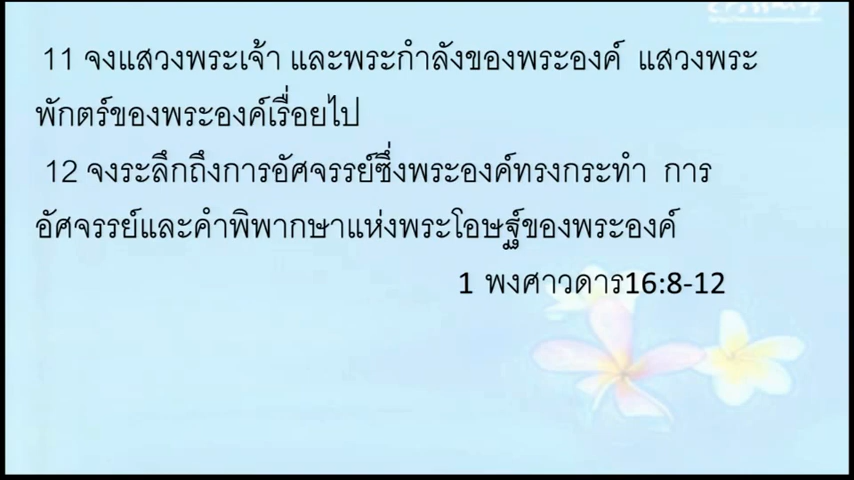 11 จงแสวงพระเจ้า และพระกำลังของพระองค์ แสวงพระ
พักตร์ของพระองค์เรื่อยไป
12 จงระลึกถึงการอัศจรรย์ซึ่งพระองค์ทรงกระทำ การ
อัศจรรย์และคำพิพากษาแห่งพระโอษฐ์ของพระองค์
1 พงศาวดาร16:8-12